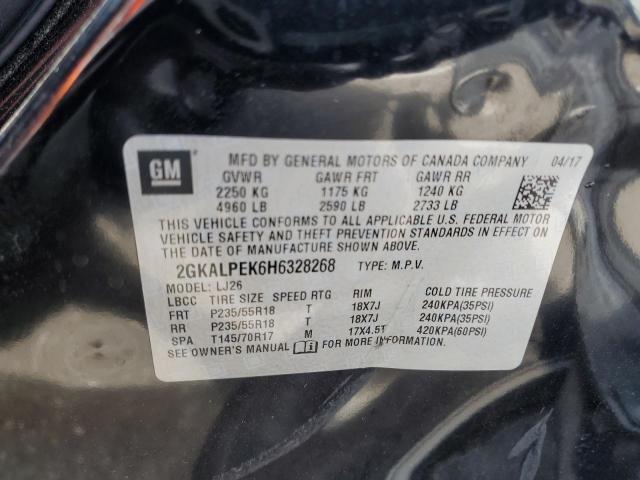 GM
MFD BY GENERAL MOTORS OF CANADA COMPANY 04/17
GVWR GAWR FRT GAWR RR
2250 KG 1175 KG 1240 KG
4960 LB 2590 LB 2733 LB
THIS VEHICLE CONFORMS TO ALL APPLICABLE U.S. FEDERAL MOTOR
VEHICLE SAFETY AND THEFT PREVENTION STANDARDS IN EFFECT ON
THE DATE OF MANUFACTURE SHOWN ABOVE.
2GKALPEK6H6328268 TYPE: M.P.V.
MODEL: LJ26
LBCC TIRE SIZE SPEED RTG RIM COLD TIRE PRESSURE
FRT P235/55R18 T 18X7J 240KPA(35PSI)
RR P235/55R18 T 18X7J 240KPA(35PSI)
SPA T145/70R17 M 17X4.5T 420KPA(60PSI)
SEE OWNER'S MANUAL i FOR MORE INFORMATION.